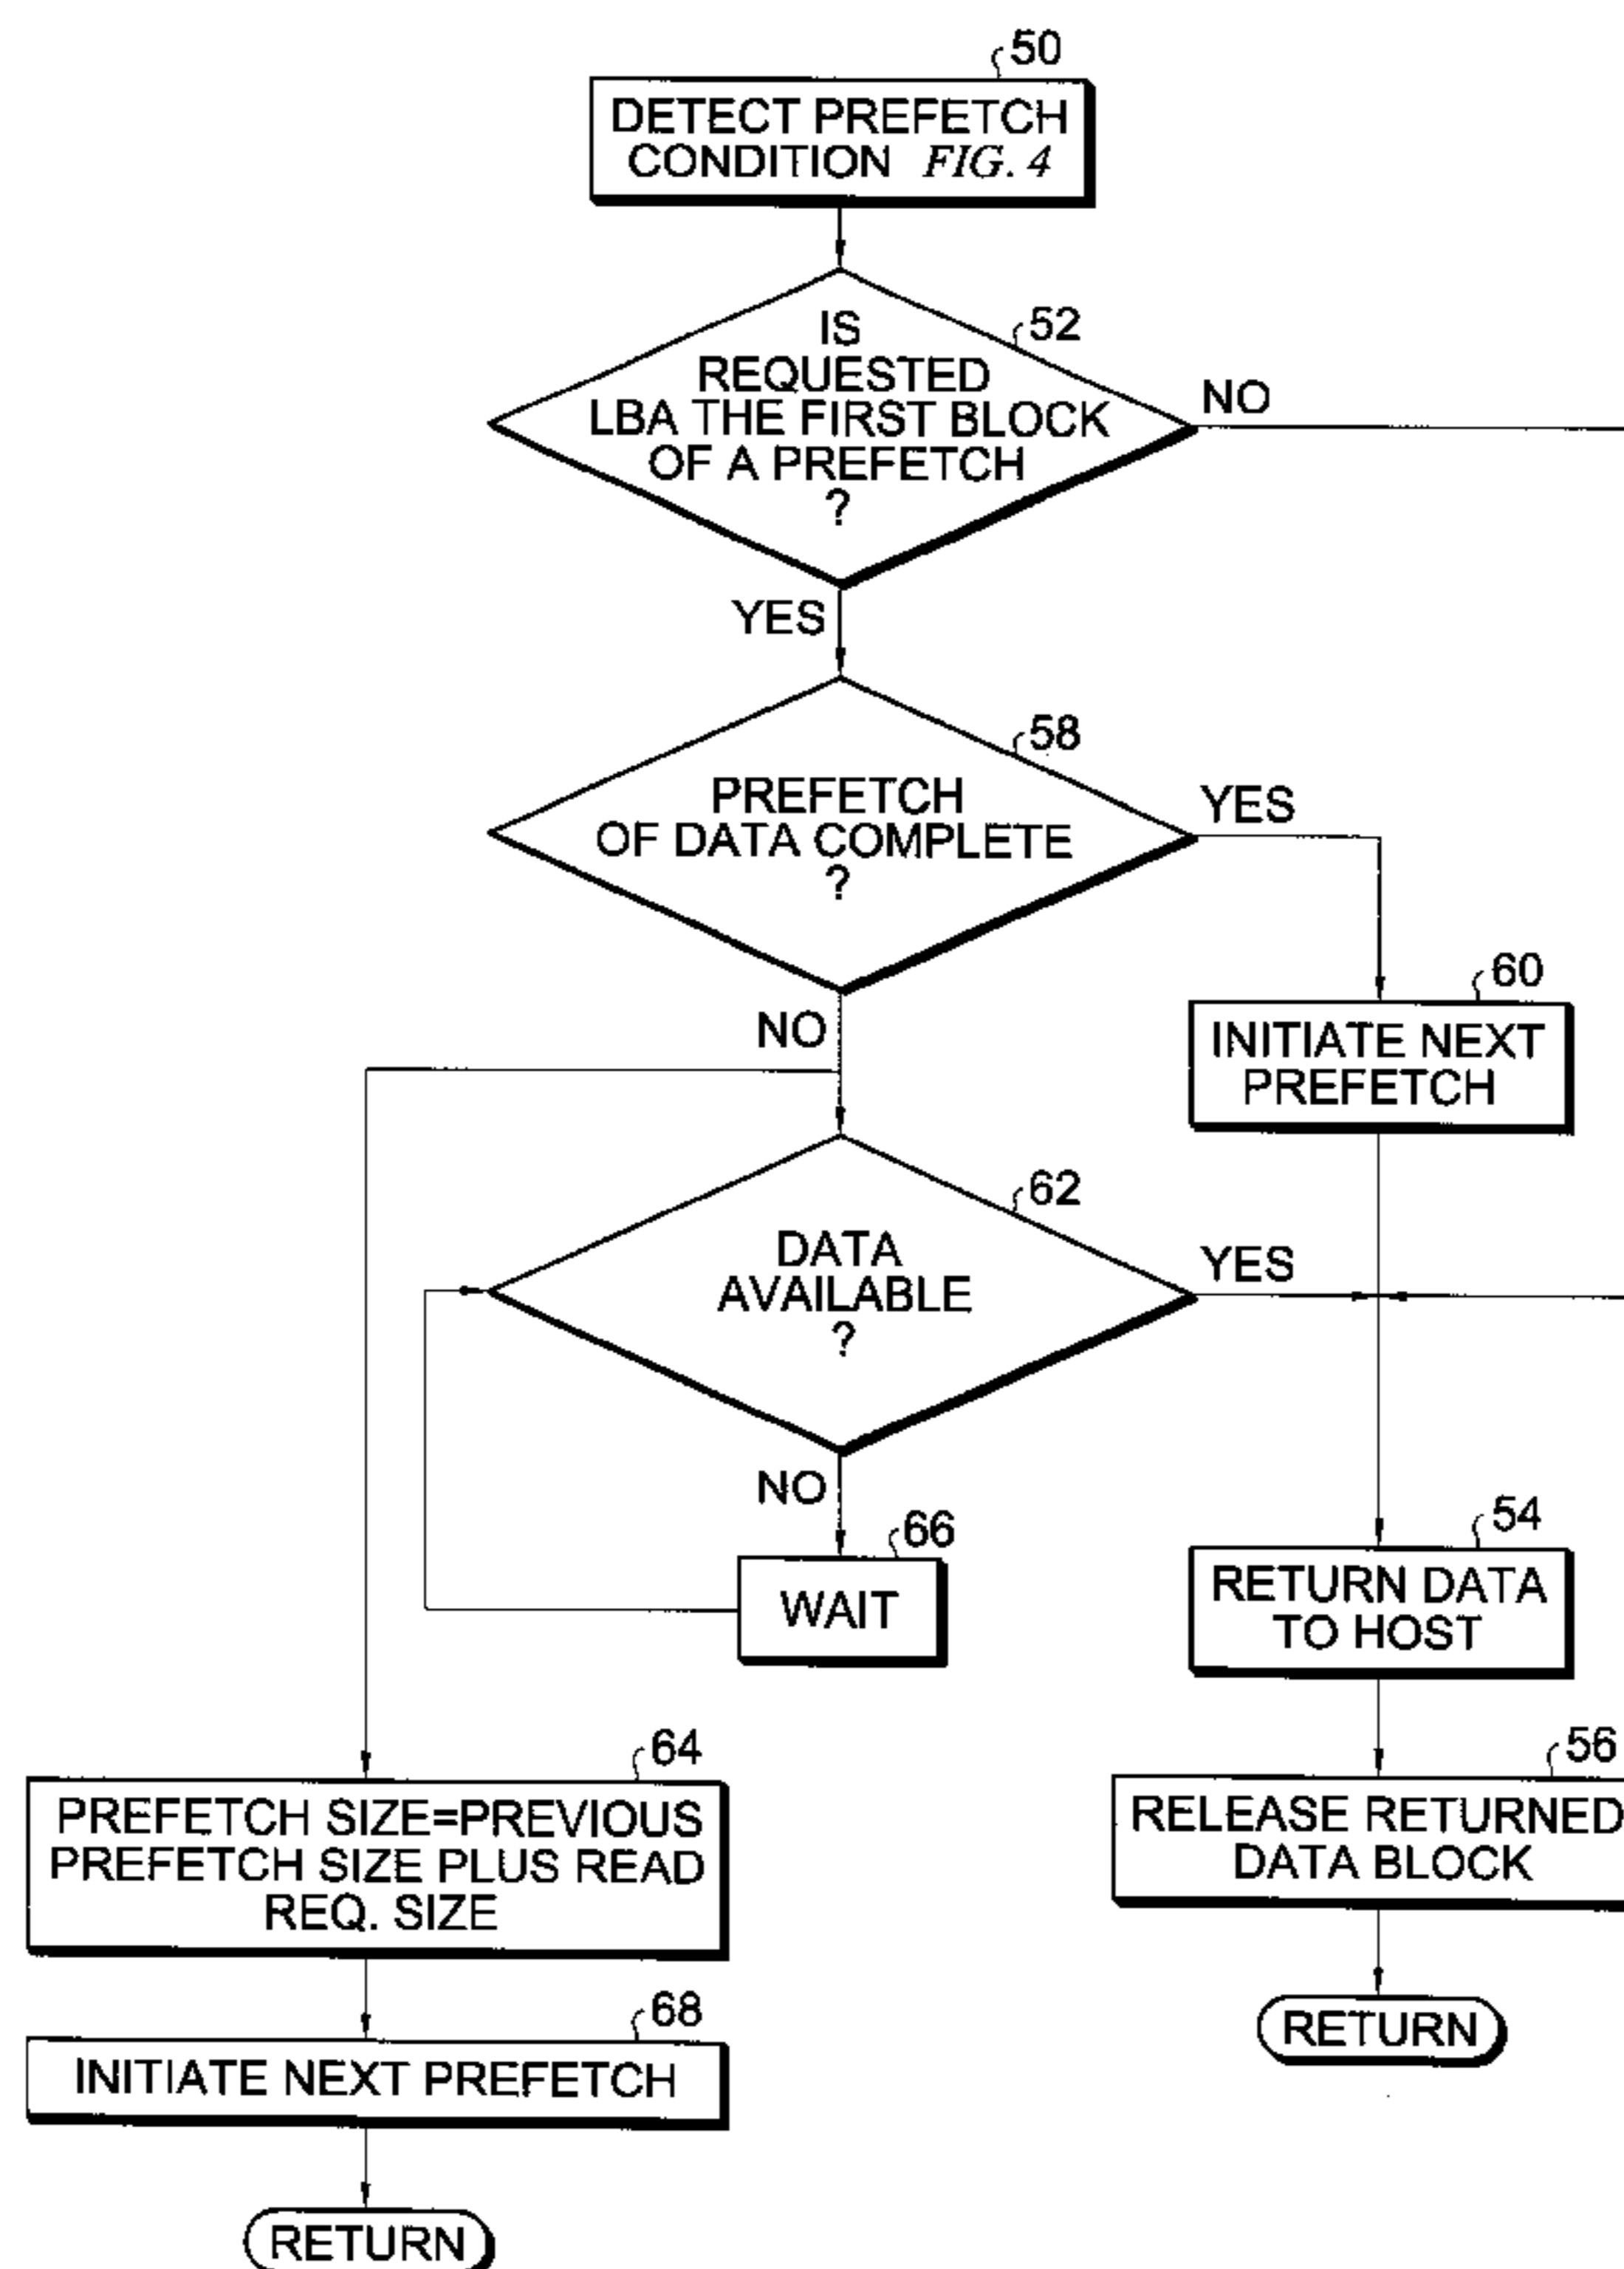 50
DETECT PREFETCH
CONDITION FIG. 4
52
IS
REQUESTED
LBA THE FIRST BLOCK
OF A PREFETCH
?
NO
YES
58
PREFETCH
OF DATA COMPLETE
?
YES
NO
60
INITIATE NEXT
PREFETCH
62
DATA
AVAILABLE
?
YES
NO
66
WAIT
54
RETURN DATA
TO HOST
64
PREFETCH SIZE=PREVIOUS
PREFETCH SIZE PLUS READ
REQ. SIZE
56
RELEASE RETURNED
DATA BLOCK
68
INITIATE NEXT PREFETCH
RETURN
RETURN